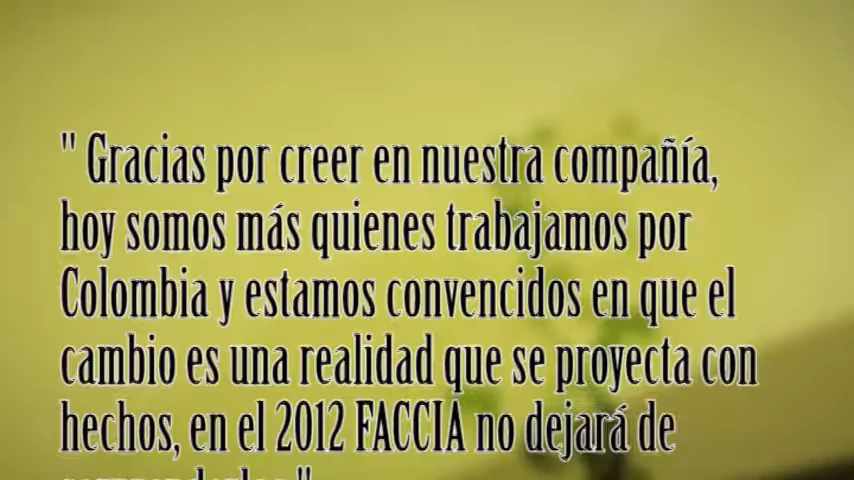 " Gracias por creer en nuestra compañía,
hoy somos más quienes trabajamos por
Colombia y estamos convencidos en que el
cambio es una realidad que se proyecta con
hechos, en el 2012 FACCIA no dejará de